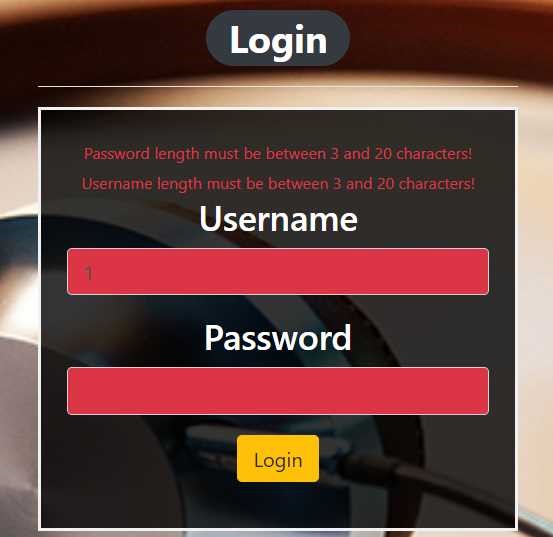 Login
Password length must be between 3 and 20 characters!
Username length must be between 3 and 20 characters!
Username
1
Password
Login